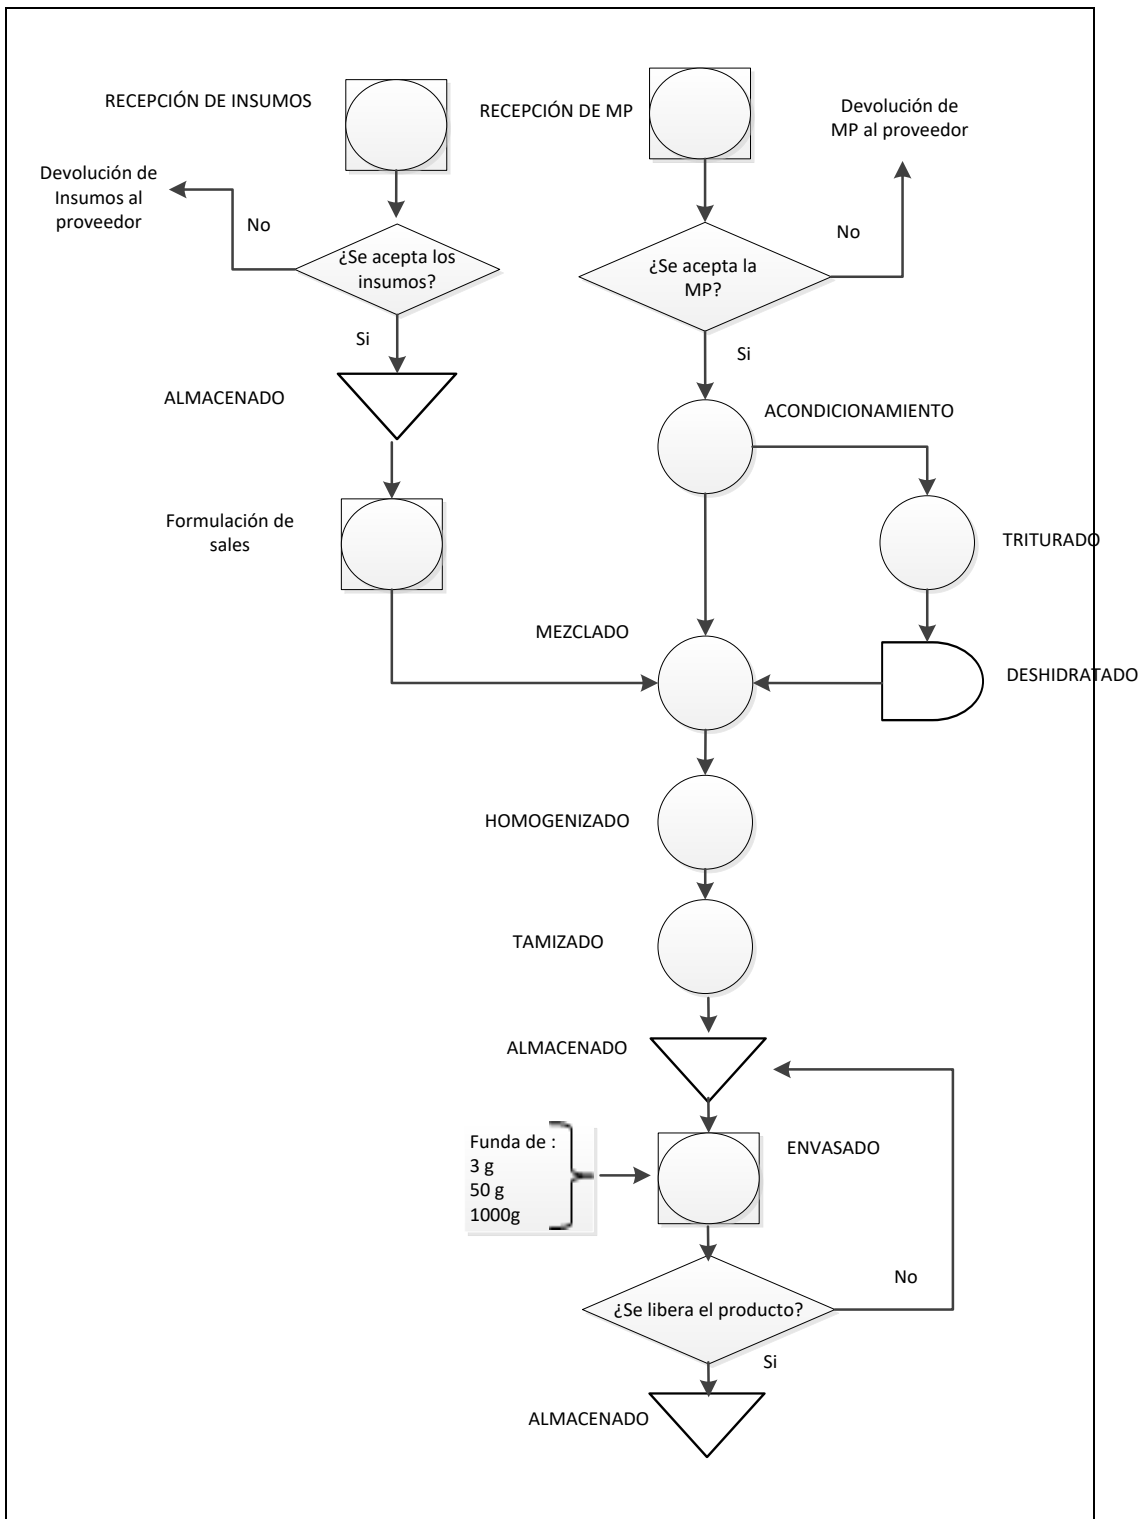 RECEPCIÓN DE INSUMOS
RECEPCIÓN DE MP
Devolución de
MP al proveedor
Devolución de
Insumos al
proveedor
No
No
¿Se acepta los
insumos?
¿Se acepta la
MP?
Si
Si
ALMACENADO
ACONDICIONAMIENTO
Formulación de
sales
TRITURADO
MEZCLADO
DESHIDRATADO
HOMOGENIZADO
TAMIZADO
ALMACENADO
Funda de :
3 g
50 g
1000g
ENVASADO
No
¿Se libera el producto?
Si
ALMACENADO